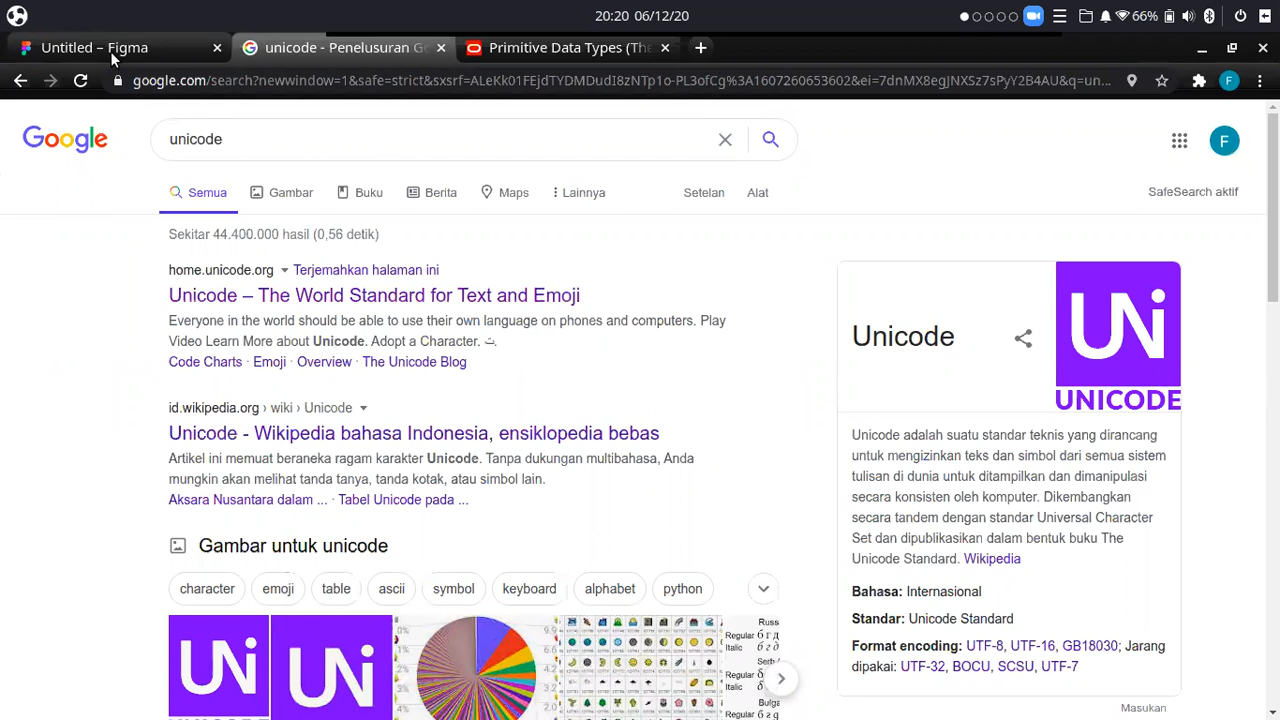 20:20 06/12/20
66%
Untitled – Figma
unicode - Penelusuran Go
Primitive Data Types (The
google.com/search?newwindow=1&safe=strict&sxsrf=ALeKk01FEjdTYDMDudI8zNTp1o-PL3ofCg%3A1607260653602&ei=7dnMX8egJNXSz7sPyY2B4AU&q=un...
F
Google
unicode
F
Semua
Gambar
Buku
Berita
Maps
Lainnya
Setelan
Alat
SafeSearch aktif
Sekitar 44.400.000 hasil (0,56 detik)
home.unicode.org Terjemahkan halaman ini
Unicode – The World Standard for Text and Emoji
Everyone in the world should be able to use their own language on phones and computers. Play
Video Learn More about Unicode. Adopt a Character. ت.
Code Charts · Emoji · Overview · The Unicode Blog
id.wikipedia.org › wiki › Unicode
Unicode - Wikipedia bahasa Indonesia, ensiklopedia bebas
Artikel ini memuat beraneka ragam karakter Unicode. Tanpa dukungan multibahasa, Anda
mungkin akan melihat tanda tanya, tanda kotak, atau simbol lain.
Aksara Nusantara dalam ... · Tabel Unicode pada ...
Gambar untuk unicode
character
emoji
table
ascii
symbol
keyboard
alphabet
python
UNi
UNi
Regular
Italic
Regular
Italic
Regular
Unicode
UNi
UNICODE
Unicode adalah suatu standar teknis yang dirancang
untuk mengizinkan teks dan simbol dari semua sistem
tulisan di dunia untuk ditampilkan dan dimanipulasi
secara konsisten oleh komputer. Dikembangkan
secara tandem dengan standar Universal Character
Set dan dipublikasikan dalam bentuk buku The
Unicode Standard. Wikipedia
Bahasa: Internasional
Standar: Unicode Standard
Format encoding: UTF-8, UTF-16, GB18030; Jarang
dipakai: UTF-32, BOCU, SCSU, UTF-7
Masukan